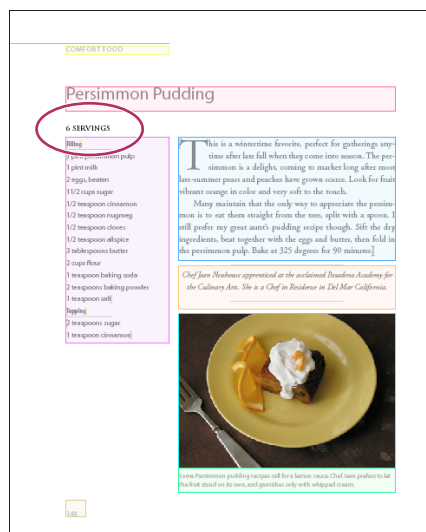 COMFORT FOOD
Persimmon Pudding
6 SERVINGS
Filling
1 pint persimmon pulp
1 pint milk
2 eggs, beaten
1 1/2 cups sugar
1/2 teaspoon cinnamon
1/2 teaspoon nugmeg
1/2 teaspoon cloves
1/2 teaspoon allspice
2 tablespoons butter
2 cups flour
1 teaspoon baking soda
2 teaspoons baking powder
1 teaspoon salt
Topping
2 teaspoons sugar
1 teaspoon cinnamon
This is a wintertime favorite, perfect for gatherings any-
time after late fall when they come into season. The per-
simmon is a delight, coming to market long after most
late-summer pears and peaches have grown scarce. Look for fruit
vibrant orange in color and very soft to the touch.
Many maintain that the only way to appreciate the persim-
mon is to eat them straight from the tree, split with a spoon. I
still prefer my great aunt's pudding recipe though. Sift the dry
ingredients, beat together with the eggs and butter, then fold in
the persimmon pulp. Bake at 325 degrees for 90 minutes.
Chef Jean Neuhouse apprenticed at the acclaimed Pasadena Academy for
the Culinary Arts. She is a Chef in Residence in Del Mar California.
Some Persimmon pudding recipes call for a lemon sauce. Chef Jean prefers to let
the fruit stand on its own, and garnishes only with whipped cream.